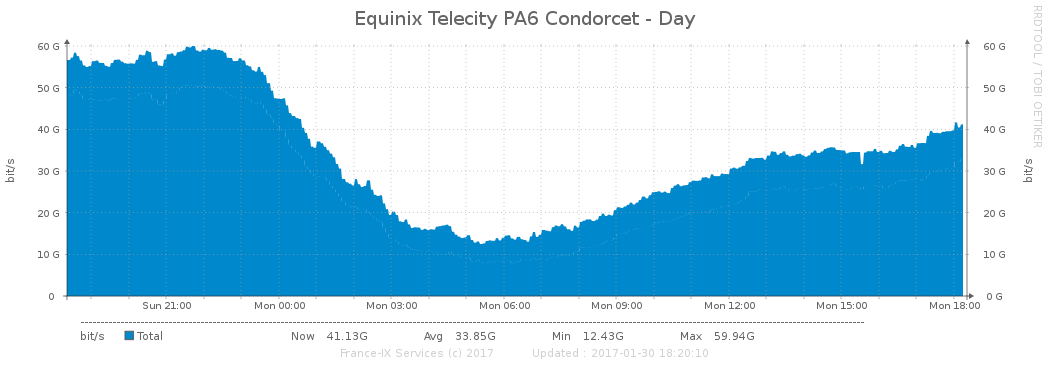 Equinix Telecity PA6 Condorcet - Day
RRDTOOL / TOBI OETIKER
bit/s
60 G
50 G
40 G
30 G
20 G
10 G
0
60 G
50 G
40 G
30 G
20 G
10 G
0 G
bit/s
Sun 21:00 Mon 00:00 Mon 03:00 Mon 06:00 Mon 09:00 Mon 12:00 Mon 15:00 Mon 18:00
bit/s Total Now 41.13G Avg 33.85G Min 12.43G Max 59.94G
France-IX Services (c) 2017 Updated : 2017-01-30 18:20:10